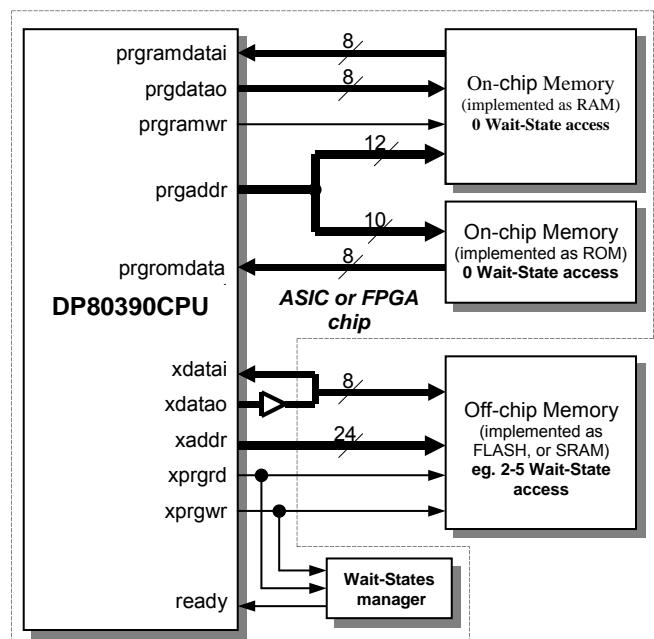 prgramdatai
8
prgdatao
8
prgramwr
12
prgaddr
10
prgromdata
8
On-chip Memory
(implemented as RAM)
0 Wait-State access
On-chip Memory
(implemented as ROM)
0 Wait-State access
DP80390CPU
ASIC or FPGA
chip
xdatai
8
xdatao
xaddr
24
xprgrd
xprgwr
ready
Off-chip Memory
(implemented as
FLASH, or SRAM)
eg. 2-5 Wait-State
access
Wait-States
manager